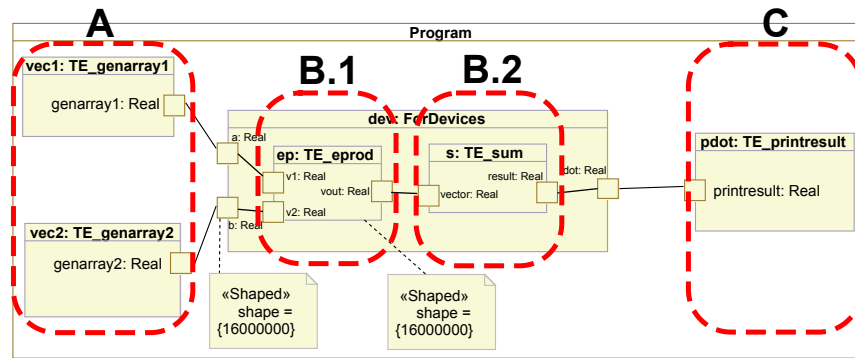 A
B.1
B.2
C
Program
vec1: TE_genarray1
genarray1: Real
vec2: TE_genarray2
genarray2: Real
dev: ForDevices
a: Real
b: Real
ep: TE_eprod
v1: Real
vout: Real
v2: Real
s: TE_sum
result: Real
vector: Real
dot: Real
pdot: TE_printresult
printresult: Real
«Shaped»
shape =
{16000000}
«Shaped»
shape =
{16000000}